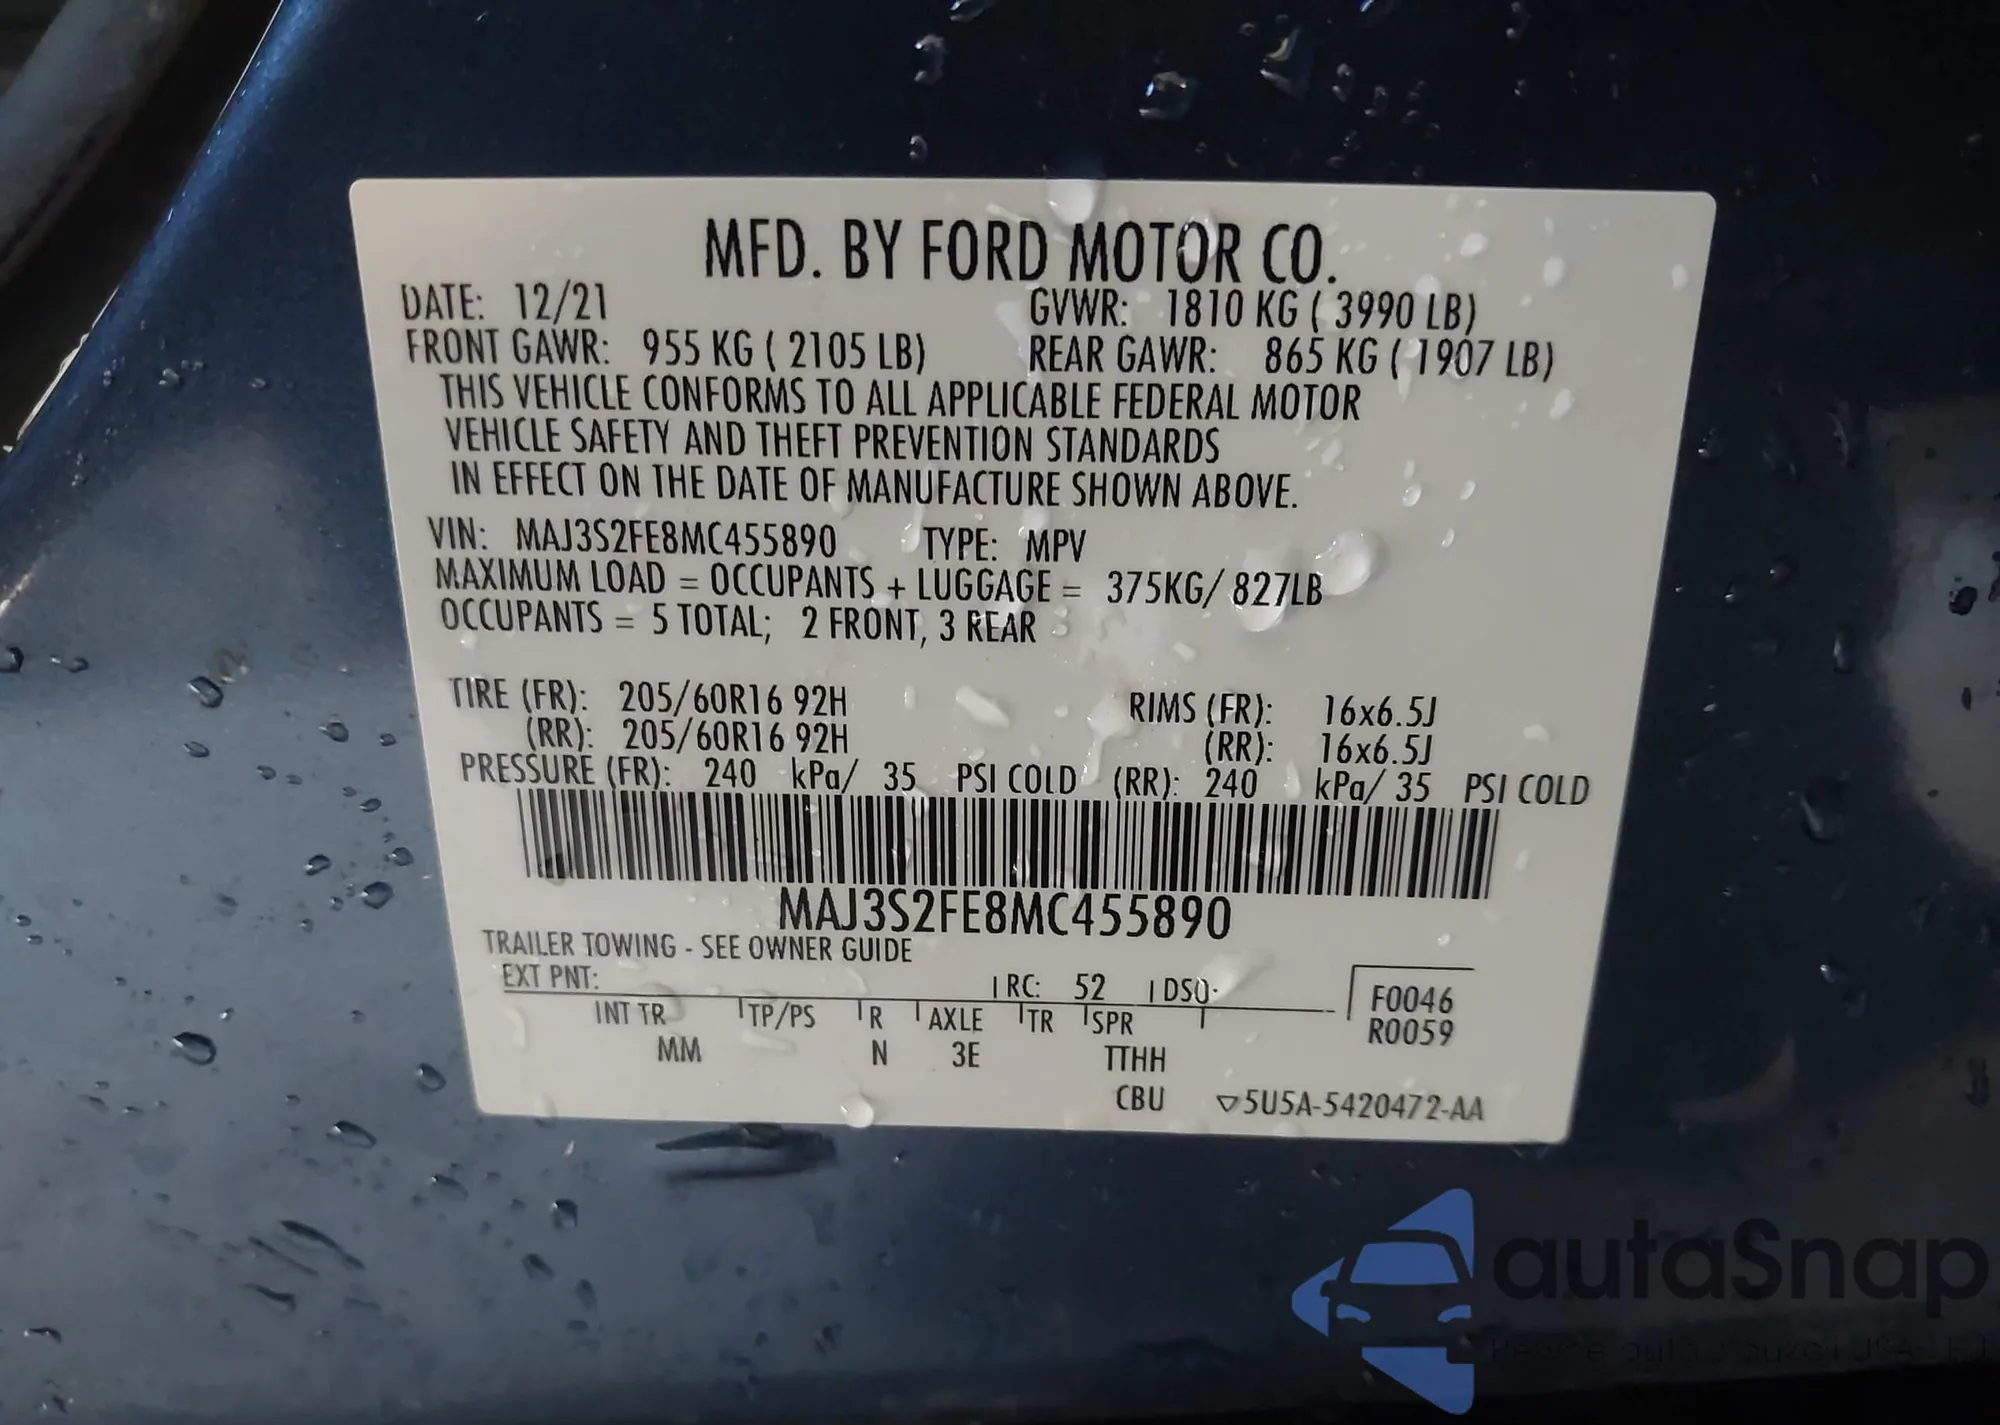 MFD. BY FORD MOTOR CO.
DATE: 12/21 GVWR: 1810 KG ( 3990 LB)
FRONT GAWR: 955 KG ( 2105 LB) REAR GAWR: 865 KG ( 1907 LB)
THIS VEHICLE CONFORMS TO ALL APPLICABLE FEDERAL MOTOR
VEHICLE SAFETY AND THEFT PREVENTION STANDARDS
IN EFFECT ON THE DATE OF MANUFACTURE SHOWN ABOVE.
VIN: MAJ3S2FE8MC455890 TYPE: MPV
MAXIMUM LOAD = OCCUPANTS + LUGGAGE = 375KG/ 827LB
OCCUPANTS = 5 TOTAL; 2 FRONT, 3 REAR
TIRE (FR): 205/60R16 92H RIMS (FR): 16x6.5J
(RR): 205/60R16 92H (RR): 16x6.5J
PRESSURE (FR): 240 kPa/ 35 PSI COLD (RR): 240 kPa/ 35 PSI COLD
MAJ3S2FE8MC455890
TRAILER TOWING - SEE OWNER GUIDE
EXT PNT: RC: 52 DSO: F0046
INT TR TP/PS R AXLE TR SPR R0059
MM N 3E TTHH
CBU ▽5U5A-5420472-AA
autaSnap